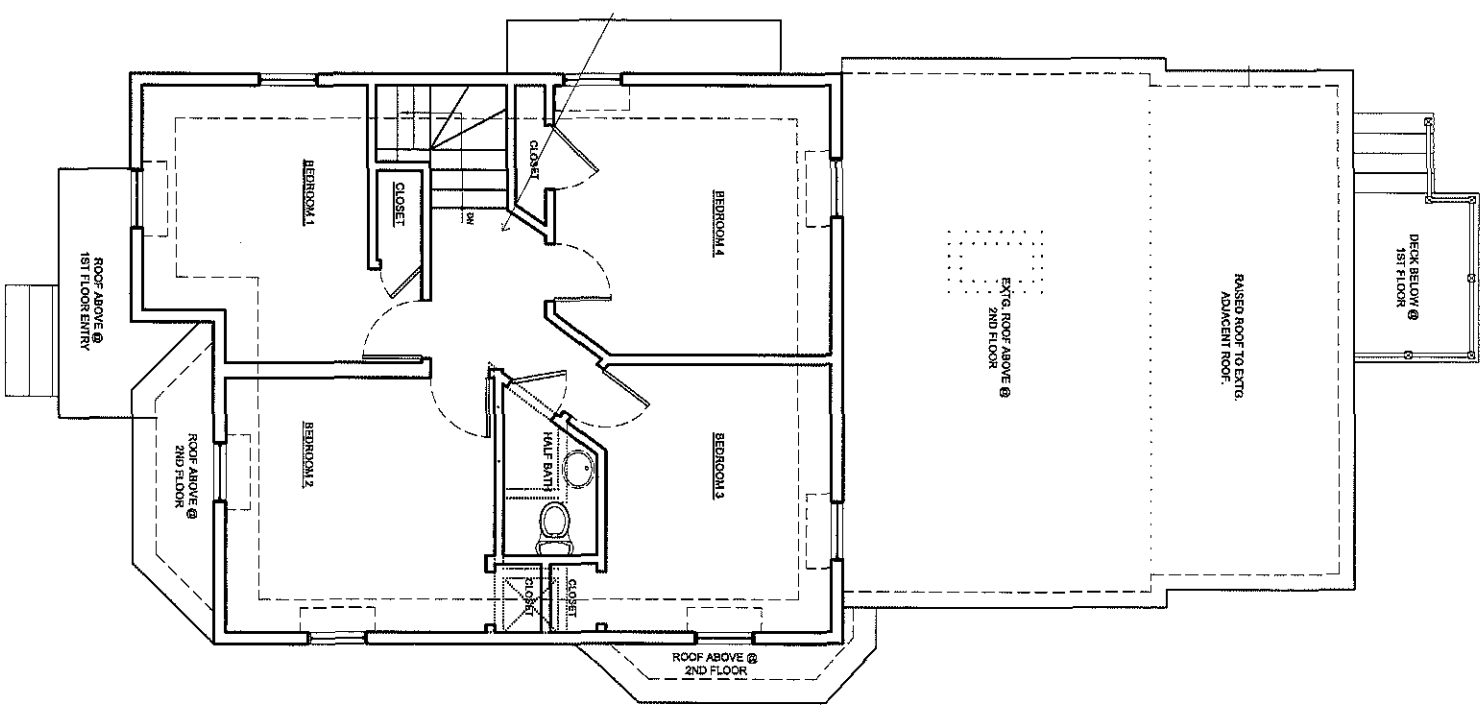 BEDROOM 1
CLOSET
DN
CLOSET
BEDROOM 4
ROOF ABOVE @
1ST FLOOR ENTRY
ROOF ABOVE @
2ND FLOOR
BEDROOM 2
HALF BATH
CLOSET
CLOSET
BEDROOM 3
ROOF ABOVE @
2ND FLOOR
EXTG. ROOF ABOVE @
2ND FLOOR
RAISED ROOF TO EXTG.
ADJACENT ROOF.
DECK BELOW @
1ST FLOOR